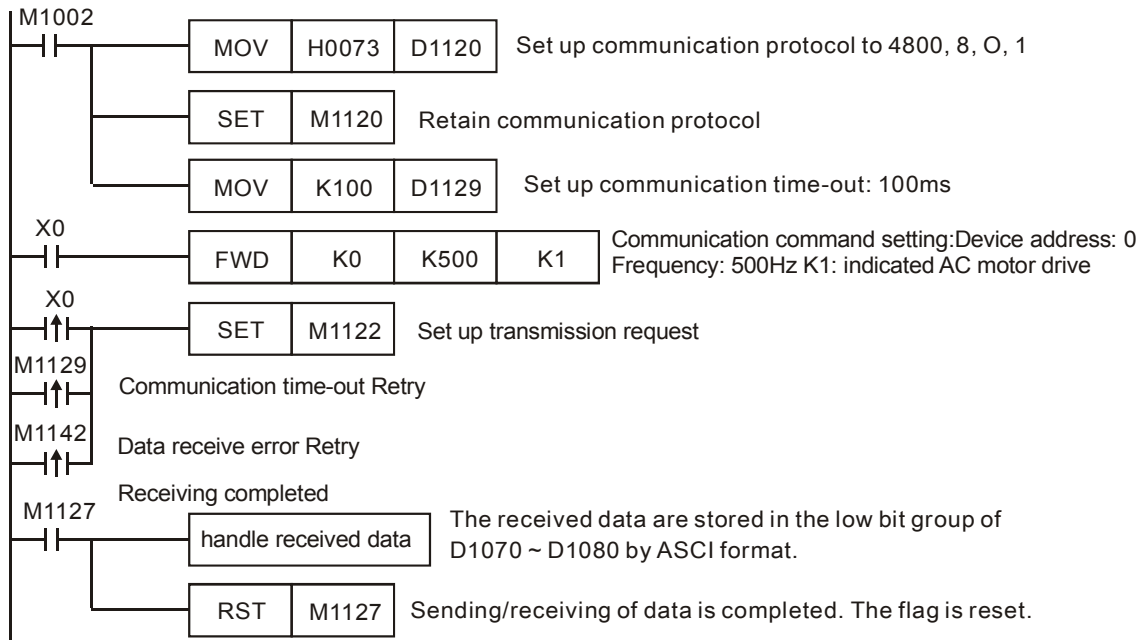 M1002
MOV H0073 D1120 Set up communication protocol to 4800, 8, O, 1
SET M1120 Retain communication protocol
MOV K100 D1129 Set up communication time-out: 100ms
X0
FWD K0 K500 K1
Communication command setting:Device address: 0
Frequency: 500Hz K1: indicated AC motor drive
X0
SET M1122 Set up transmission request
M1129
Communication time-out Retry
M1142
Data receive error Retry
Receiving completed
M1127
handle received data
The received data are stored in the low bit group of
D1070 ~ D1080 by ASCI format.
RST M1127 Sending/receiving of data is completed. The flag is reset.